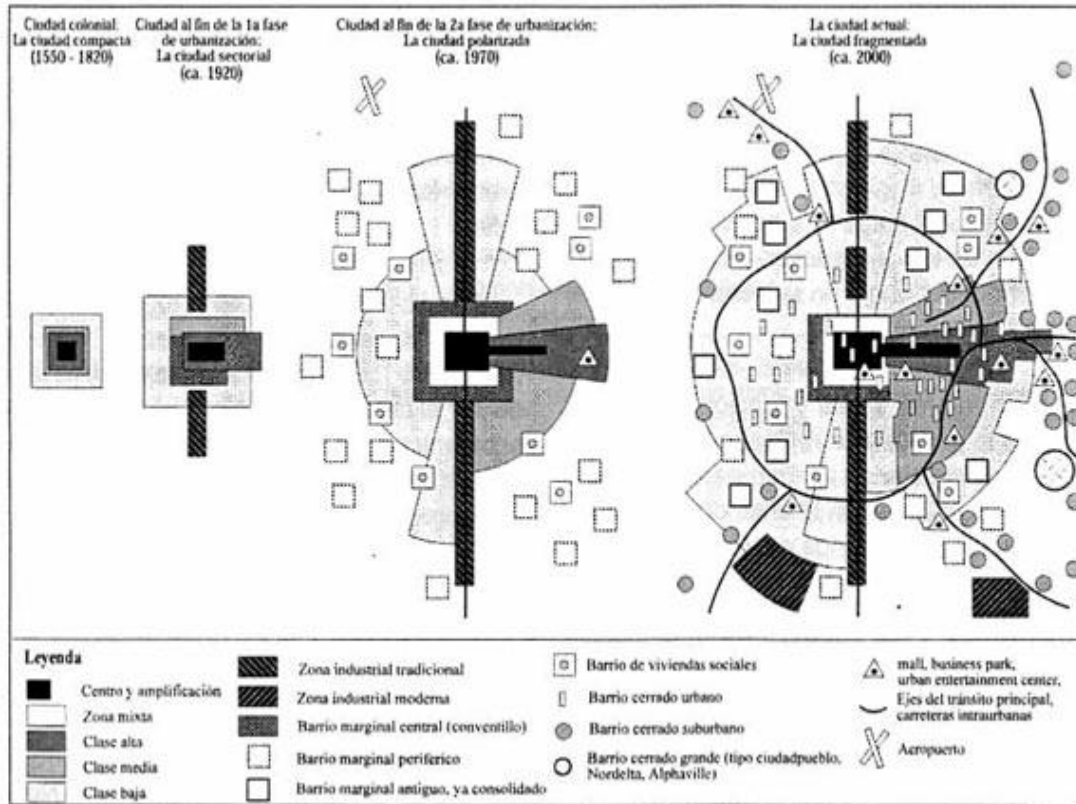 Ciudad colonial:
La ciudad compacta
(1550 - 1820)
Ciudad al fin de la 1a fase
de urbanización:
La ciudad sectorial
(ca. 1920)
Ciudad al fin de la 2a fase de urbanización:
La ciudad polarizada
(ca. 1970)
La ciudad actual:
La ciudad fragmentada
(ca. 2000)
Leyenda
Centro y amplificación
Zona mixta
Clase alta
Clase media
Clase baja
Zona industrial tradicional
Zona industrial moderna
Barrio marginal central (conventillo)
Barrio marginal periferico
Barrio marginal antiguo, ya consolidado
Barrio de viviendas sociales
Barrio cerrado urbano
Barrio cerrado suburbano
Barrio cerrado grande (tipo ciudadpueblo,
Nordelta, Alphaville)
mall, business park,
urban entertainment center,
Ejes del tránsito principal,
carreteras intraurbanas
Aeropuerto